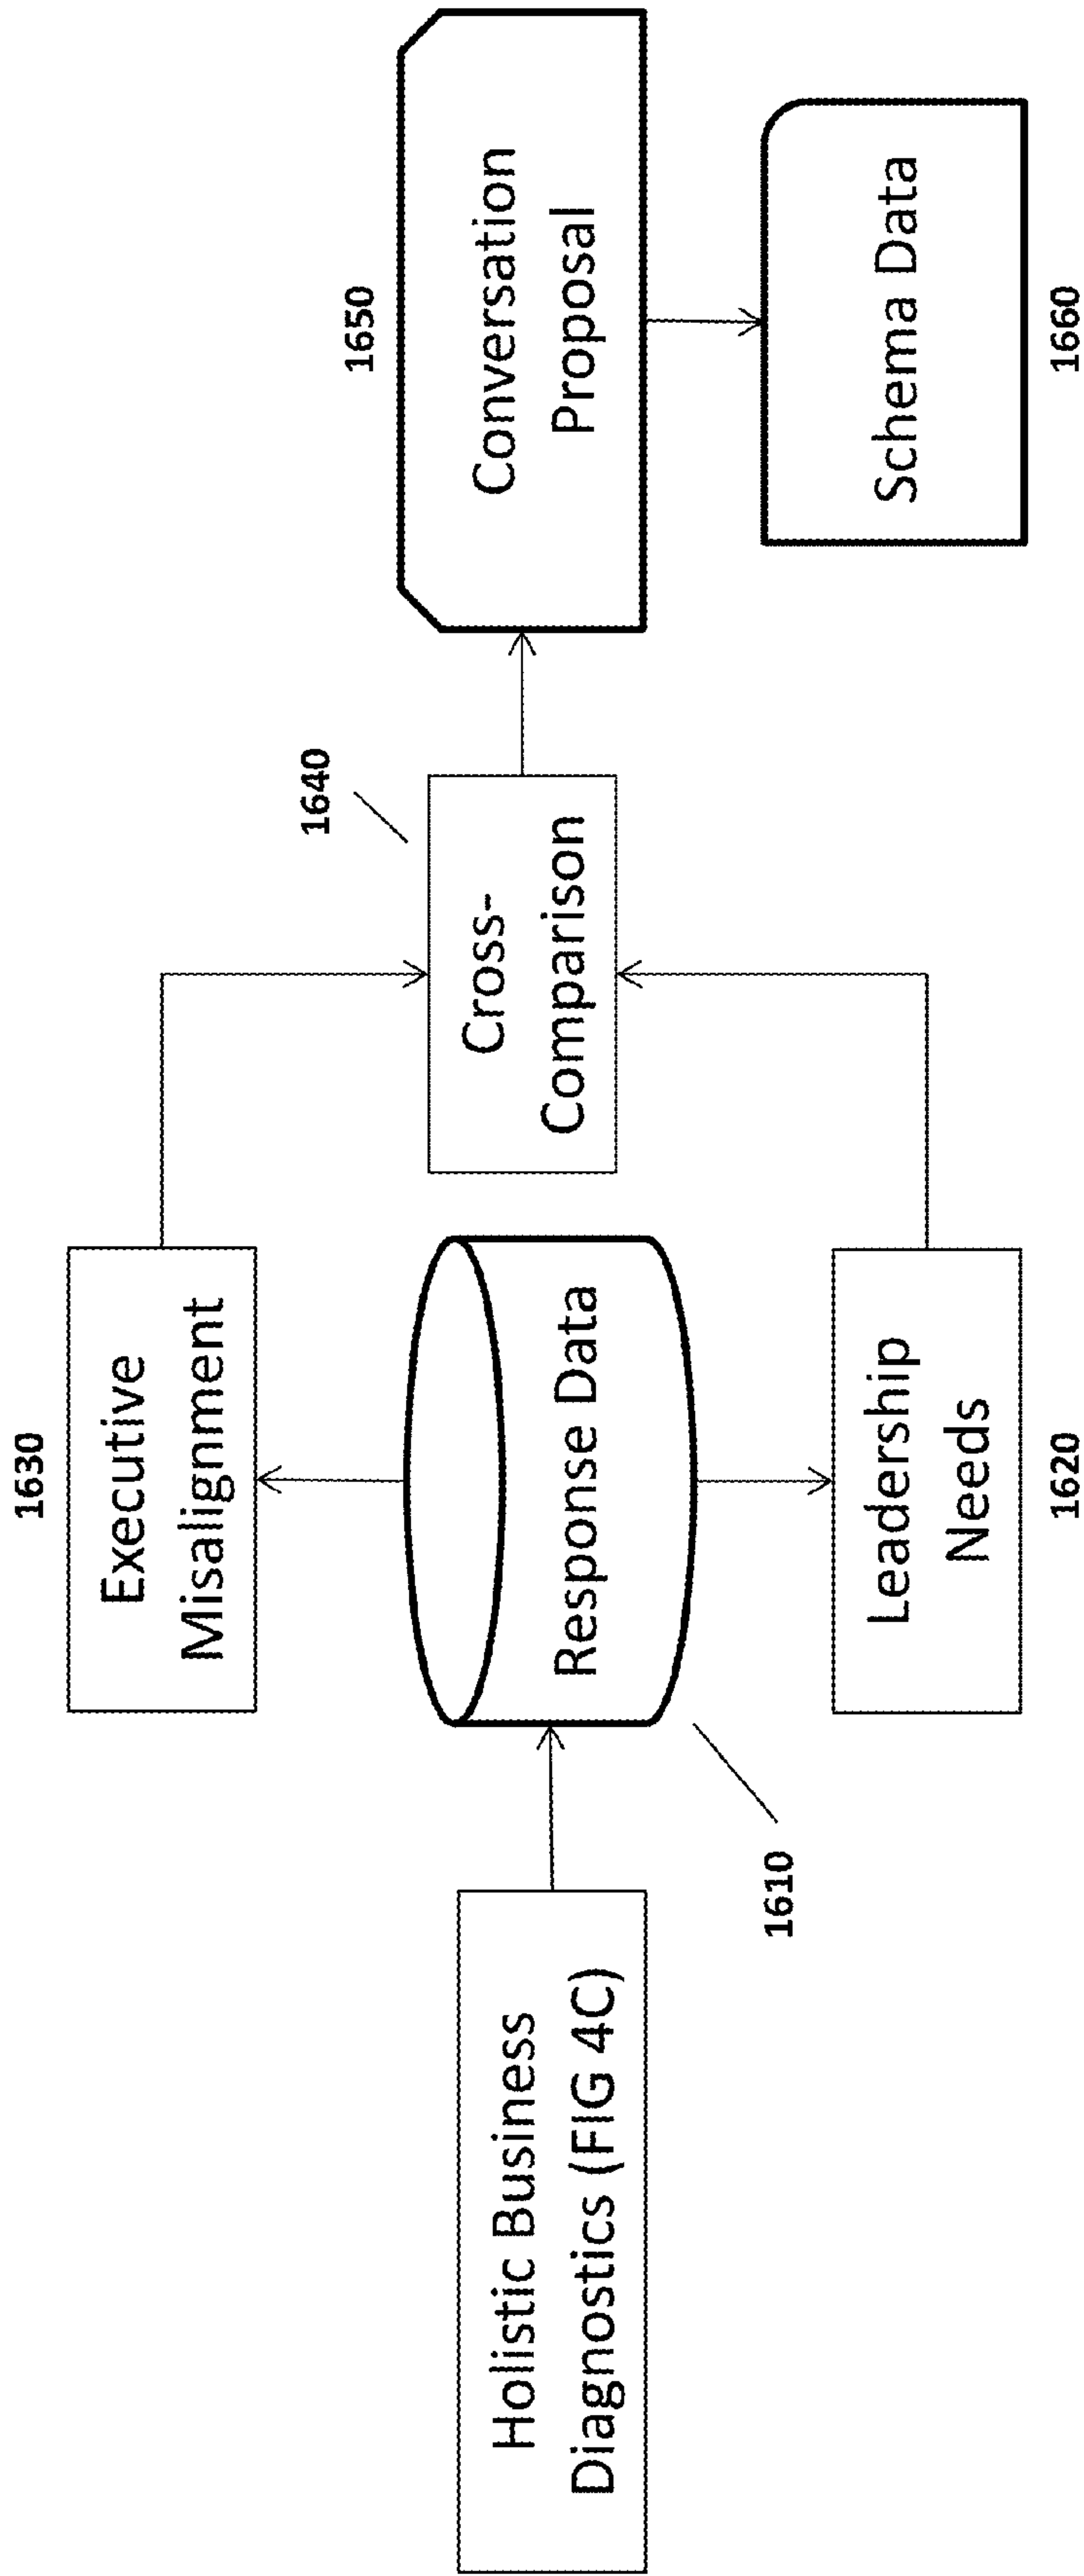 Holistic Business
Diagnostics (FIG 4C)
1610
Response Data
1630
Executive
Misalignment
Leadership
Needs
1620
1640
Cross-
Comparison
1650
Conversation
Proposal
Schema Data
1660